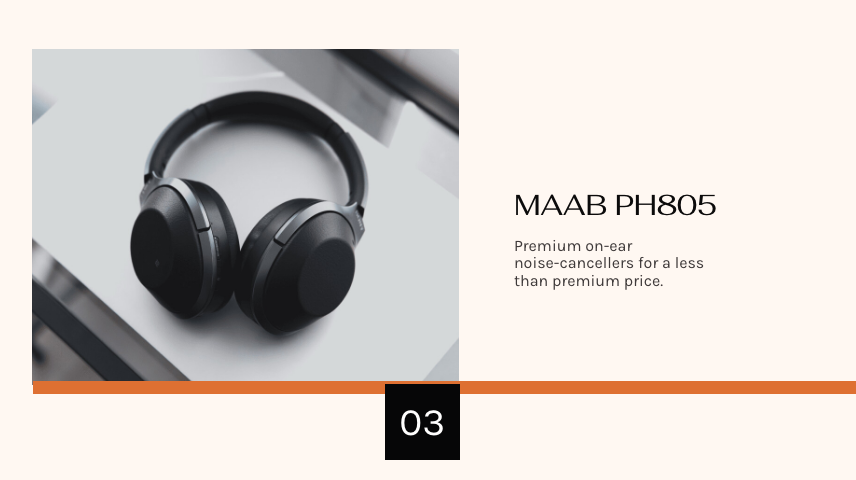 MAAB PH805
Premium on-ear
noise-cancellers for a less
than premium price.
03